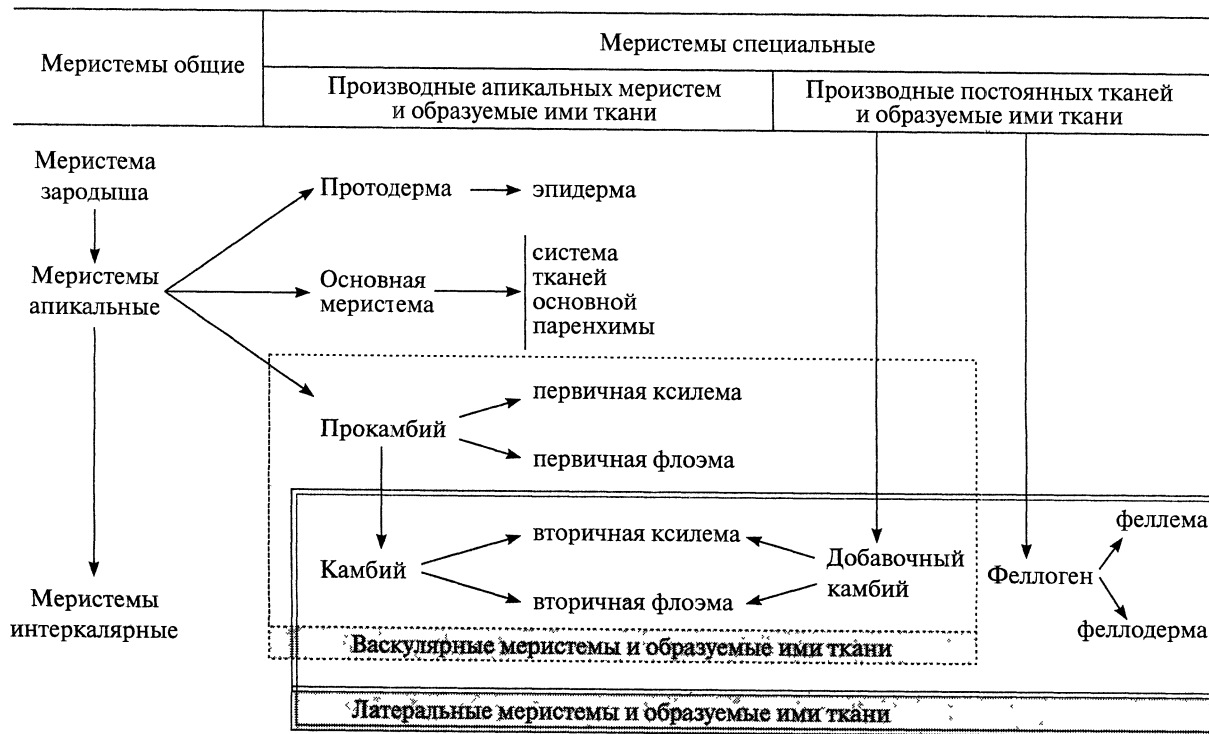 Меристемы общие
Меристемы специальные
Производные апикальных меристем
и образуемые ими ткани
Производные постоянных тканей
и образуемые ими ткани
Меристема
зародыша
Меристемы
апикальные
Меристемы
интеркалярные
Протодерма
эпидерма
Основная
меристема
система
тканей
основной
паренхимы
Прокамбий
первичная ксилема
первичная флоэма
Камбий
вторичная ксилема
вторичная флоэма
Добавочный
камбий
Феллоген
феллема
феллодерма
Васкулярные меристемы и образуемые ими ткани
Латеральные меристемы и образуемые ими ткани